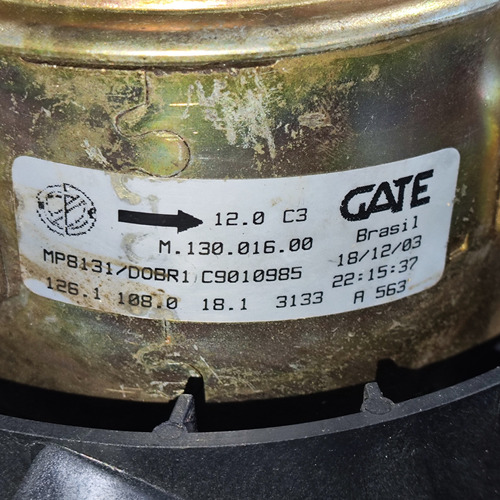 12.0 C3
GATE
M.130.016.00
Brasil
MP8131/DOBR1 C9010985
18/12/03
22:15:37
126.1 108.0 18.1 3133 A 563